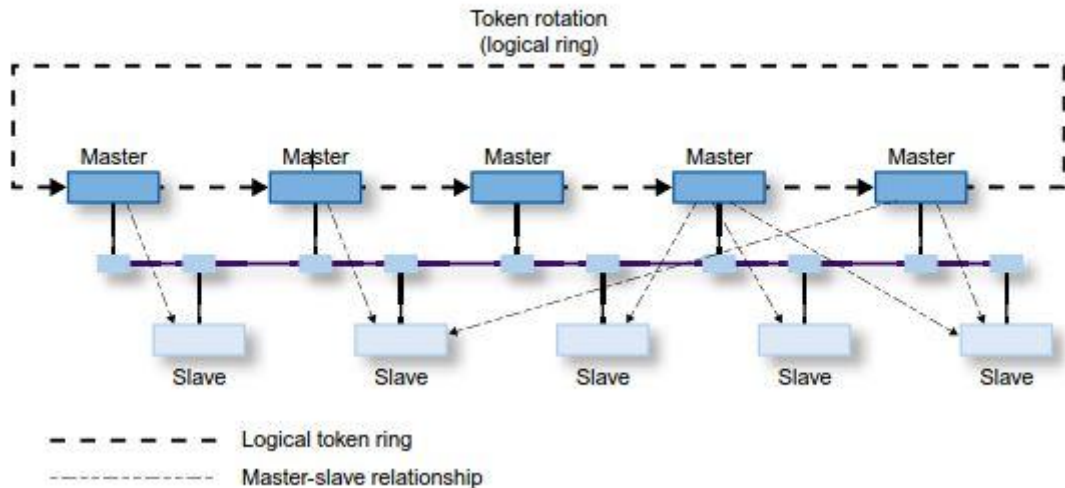 Token rotation
(logical ring)
Master
Master
Master
Master
Master
Slave
Slave
Slave
Slave
Slave
Logical token ring
Master-slave relationship